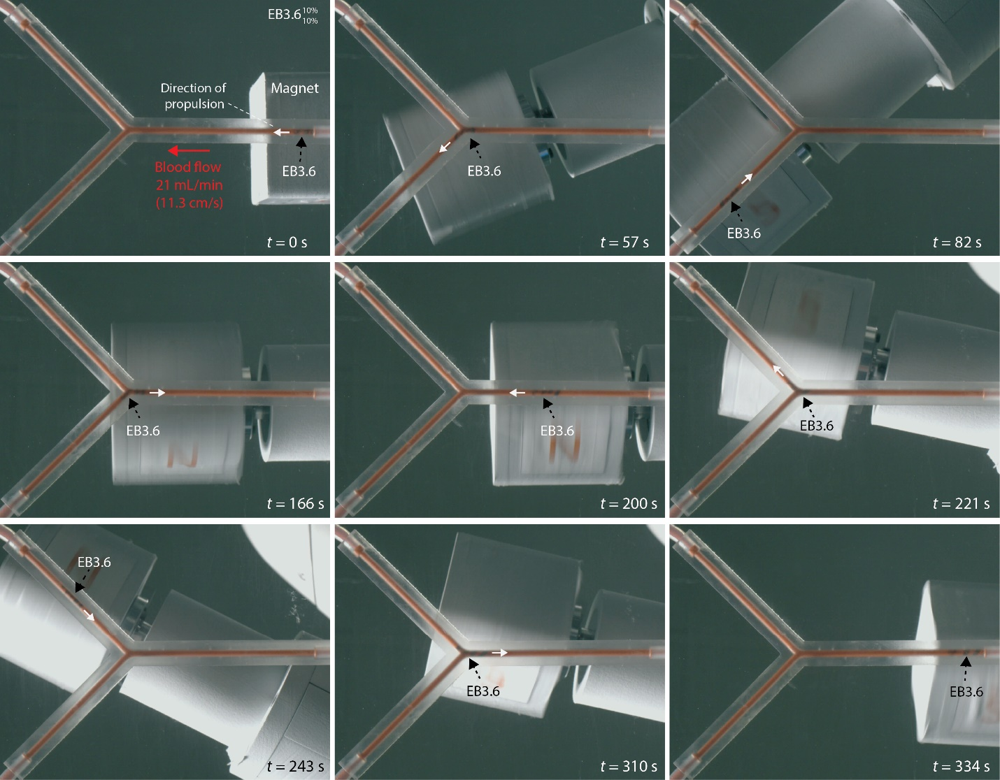 EB3.6 10%
10%
Direction of
propulsion
Magnet
EB3.6
Blood flow
21 mL/min
(11.3 cm/s)
t = 0 s
EB3.6
t = 57 s
S
EB3.6
t = 82 s
EB3.6
N
t = 166 s
EB3.6
N
t = 200 s
EB3.6
t = 221 s
EB3.6
t = 243 s
EB3.6
t = 310 s
EB3.6
t = 334 s